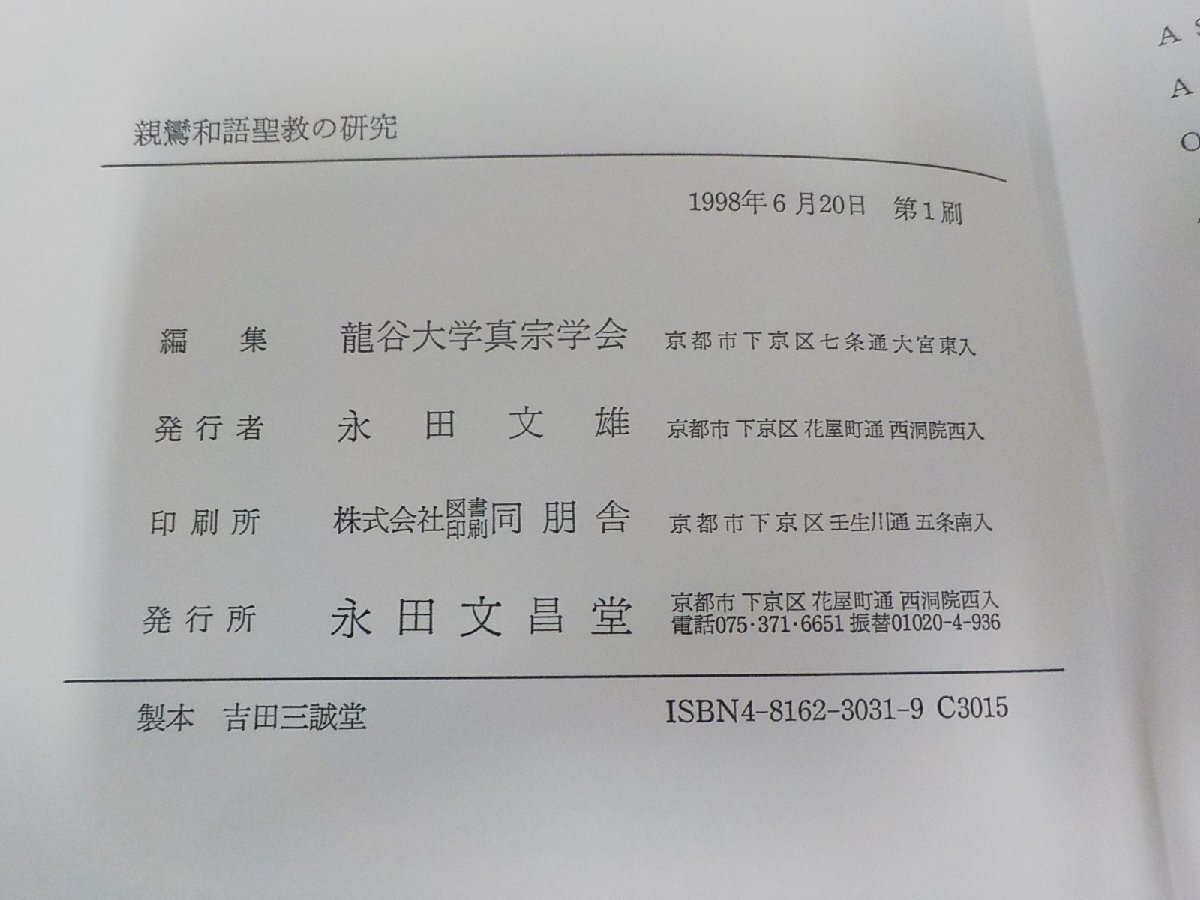 親鸞和語聖教の研究
1998年6月20日　第1刷
編　集　龍谷大学真宗学会　京都市下京区七条通大宮東入
発行者　永田文雄　京都市下京区花屋町通西洞院西入
印刷所　株式会社図書印刷同朋舎　京都市下京区壬生川通五条南入
発行所　永田文昌堂　京都市下京区花屋町通西洞院西入
電話075・371・6651 振替01020-4-936
製本　吉田三誠堂　ISBN4-8162-3031-9 C3015
A
A
O